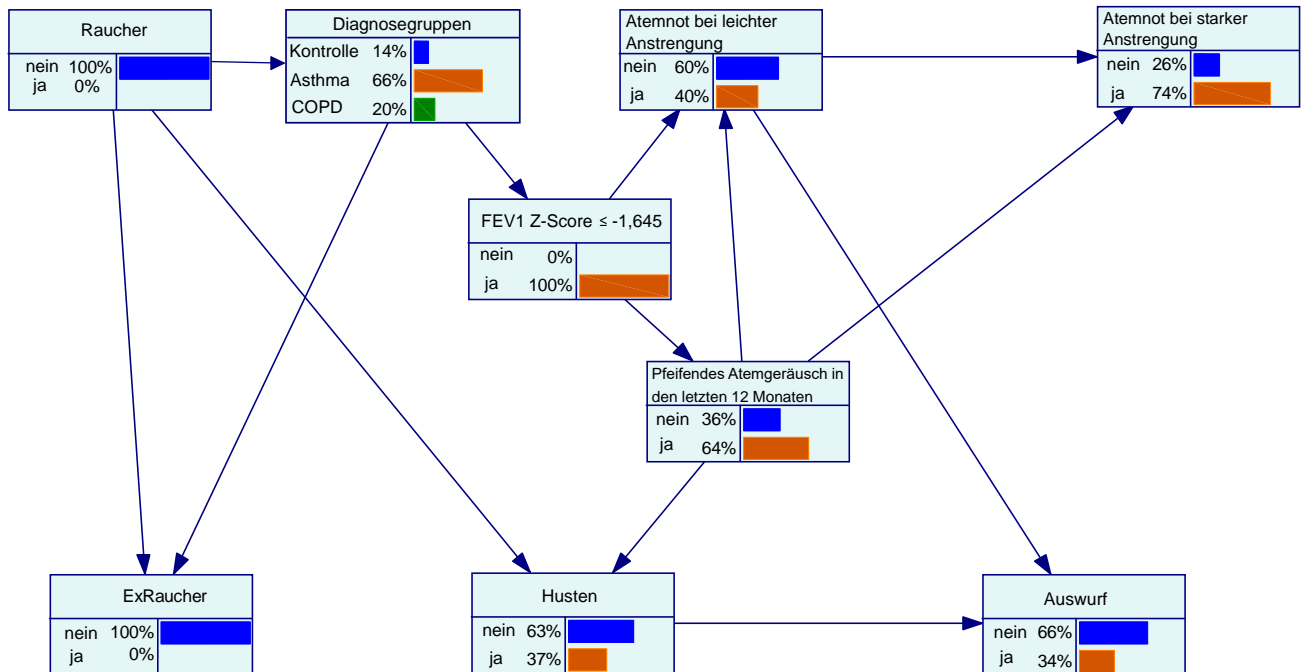 Raucher
nein 100%
ja 0%
Diagnosegruppen
Kontrolle 14%
Asthma 66%
COPD 20%
Atemnot bei leichter
Anstrengung
nein 60%
ja 40%
Atemnot bei starker
Anstrengung
nein 26%
ja 74%
FEV1 Z-Score ≤ -1,645
nein 0%
ja 100%
Pfeifendes Atemgeräusch in
den letzten 12 Monaten
nein 36%
ja 64%
ExRaucher
nein 100%
ja 0%
Husten
nein 63%
ja 37%
Auswurf
nein 66%
ja 34%